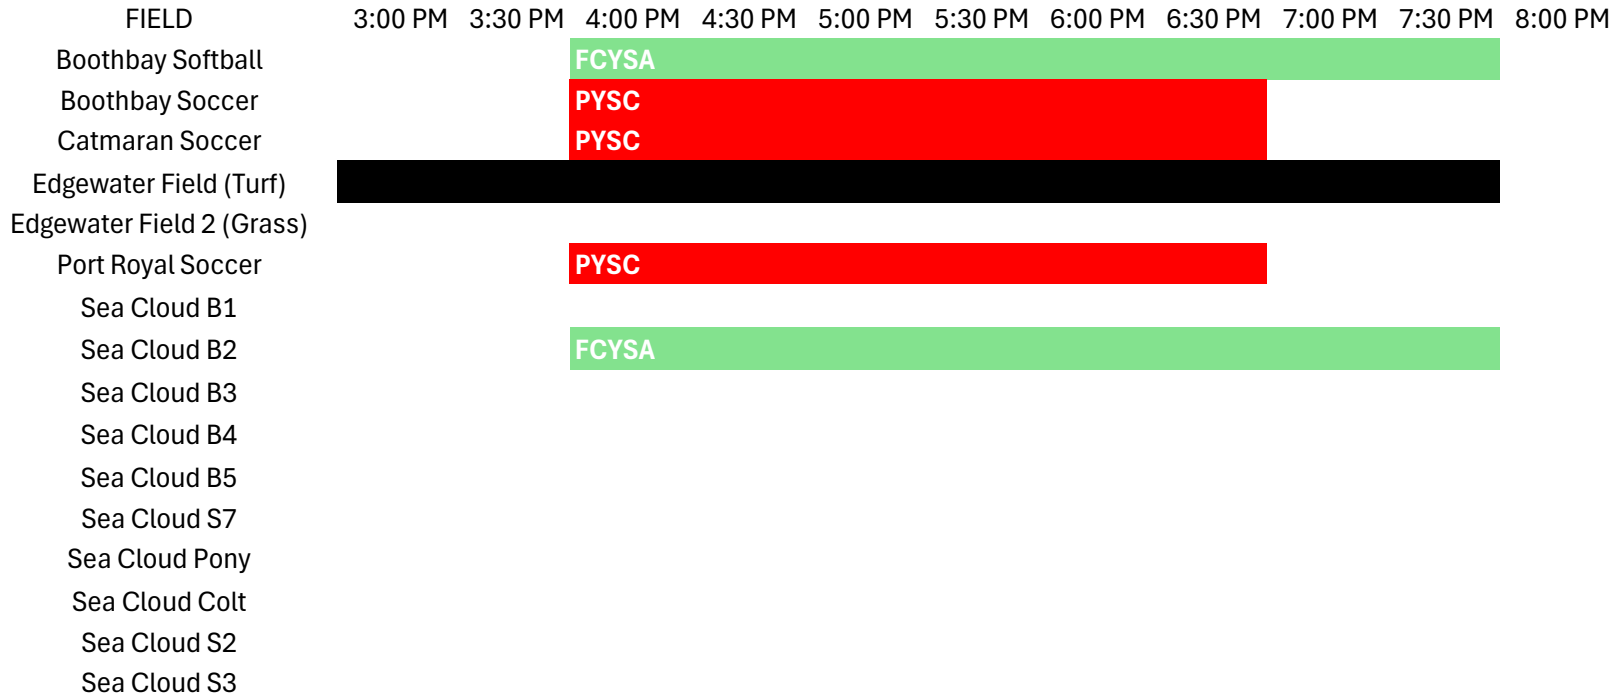 FIELD 3:00 PM 3:30 PM 4:00 PM 4:30 PM 5:00 PM 5:30 PM 6:00 PM 6:30 PM 7:00 PM 7:30 PM 8:00 PM
Boothbay Softball FCYSA
Boothbay Soccer PYSC
Catmaran Soccer PYSC
Edgewater Field (Turf)
Edgewater Field 2 (Grass)
Port Royal Soccer PYSC
Sea Cloud B1
Sea Cloud B2 FCYSA
Sea Cloud B3
Sea Cloud B4
Sea Cloud B5
Sea Cloud S7
Sea Cloud Pony
Sea Cloud Colt
Sea Cloud S2
Sea Cloud S3